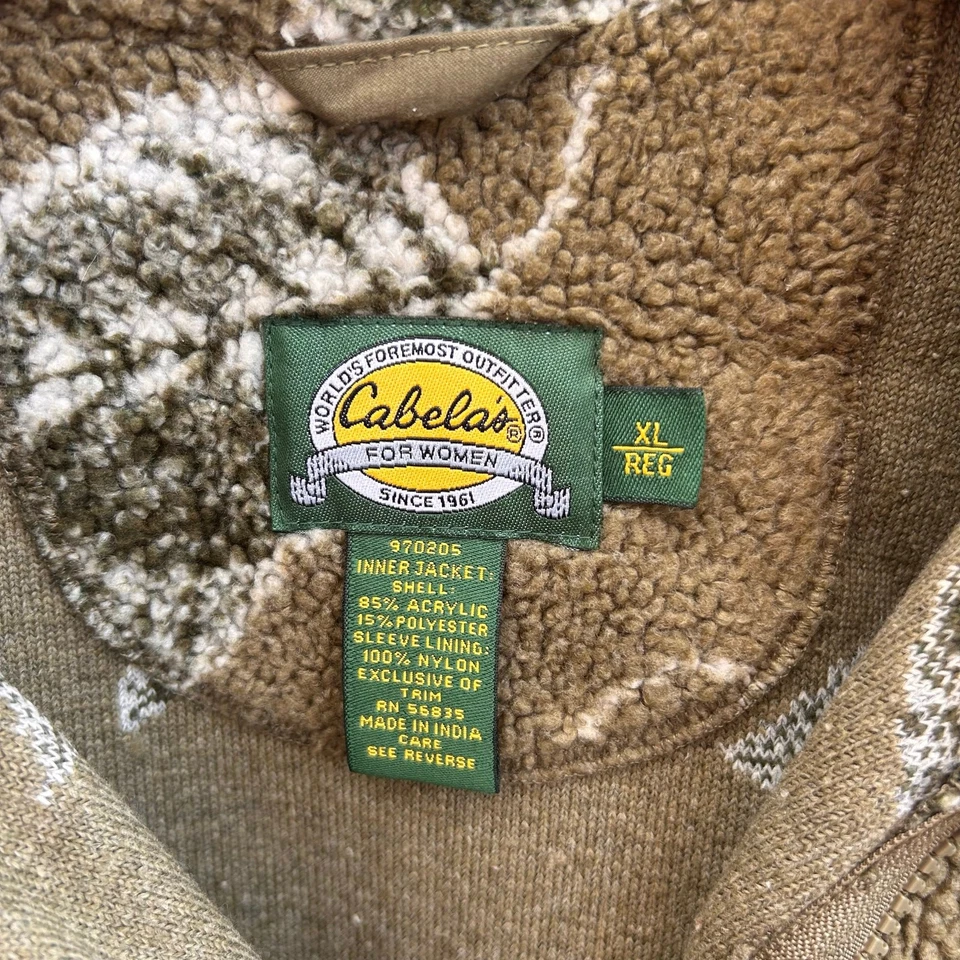 WORLD'S FOREMOST OUTFITTER®
Cabela's®
FOR WOMEN
SINCE 1961
XL
REG
970205
INNER JACKET:
SHELL:
85% ACRYLIC
15% POLYESTER
SLEEVE LINING:
100% NYLON
EXCLUSIVE OF
TRIM
RN 56835
MADE IN INDIA
CARE
SEE REVERSE